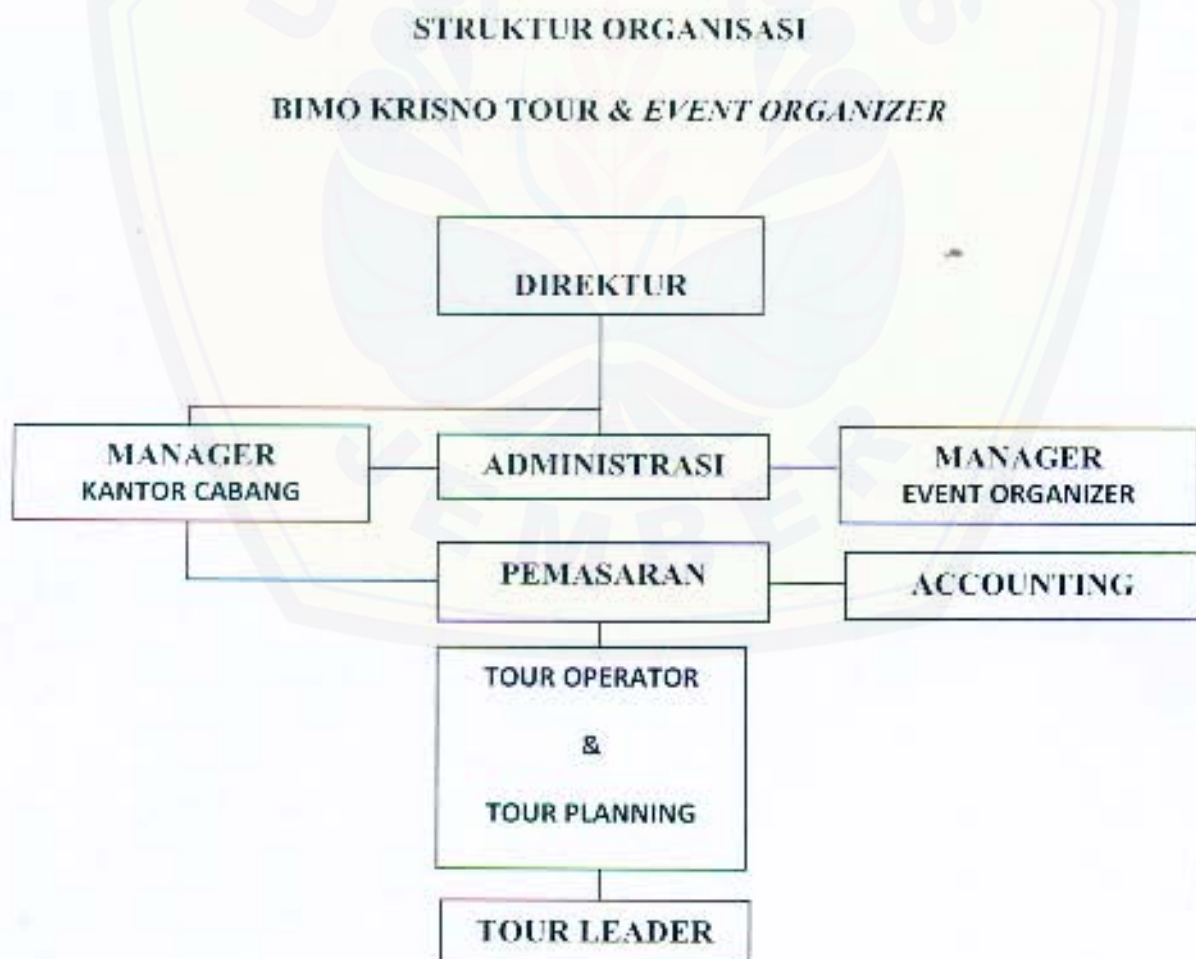 STRUKTUR ORGANISASI
BIMO KRISNO TOUR & EVENT ORGANIZER
DIREKTUR
MANAGER
KANTOR CABANG
ADMINISTRASI
MANAGER
EVENT ORGANIZER
PEMASARAN
ACCOUNTING
TOUR OPERATOR
&
TOUR PLANNING
TOUR LEADER
JEMBER